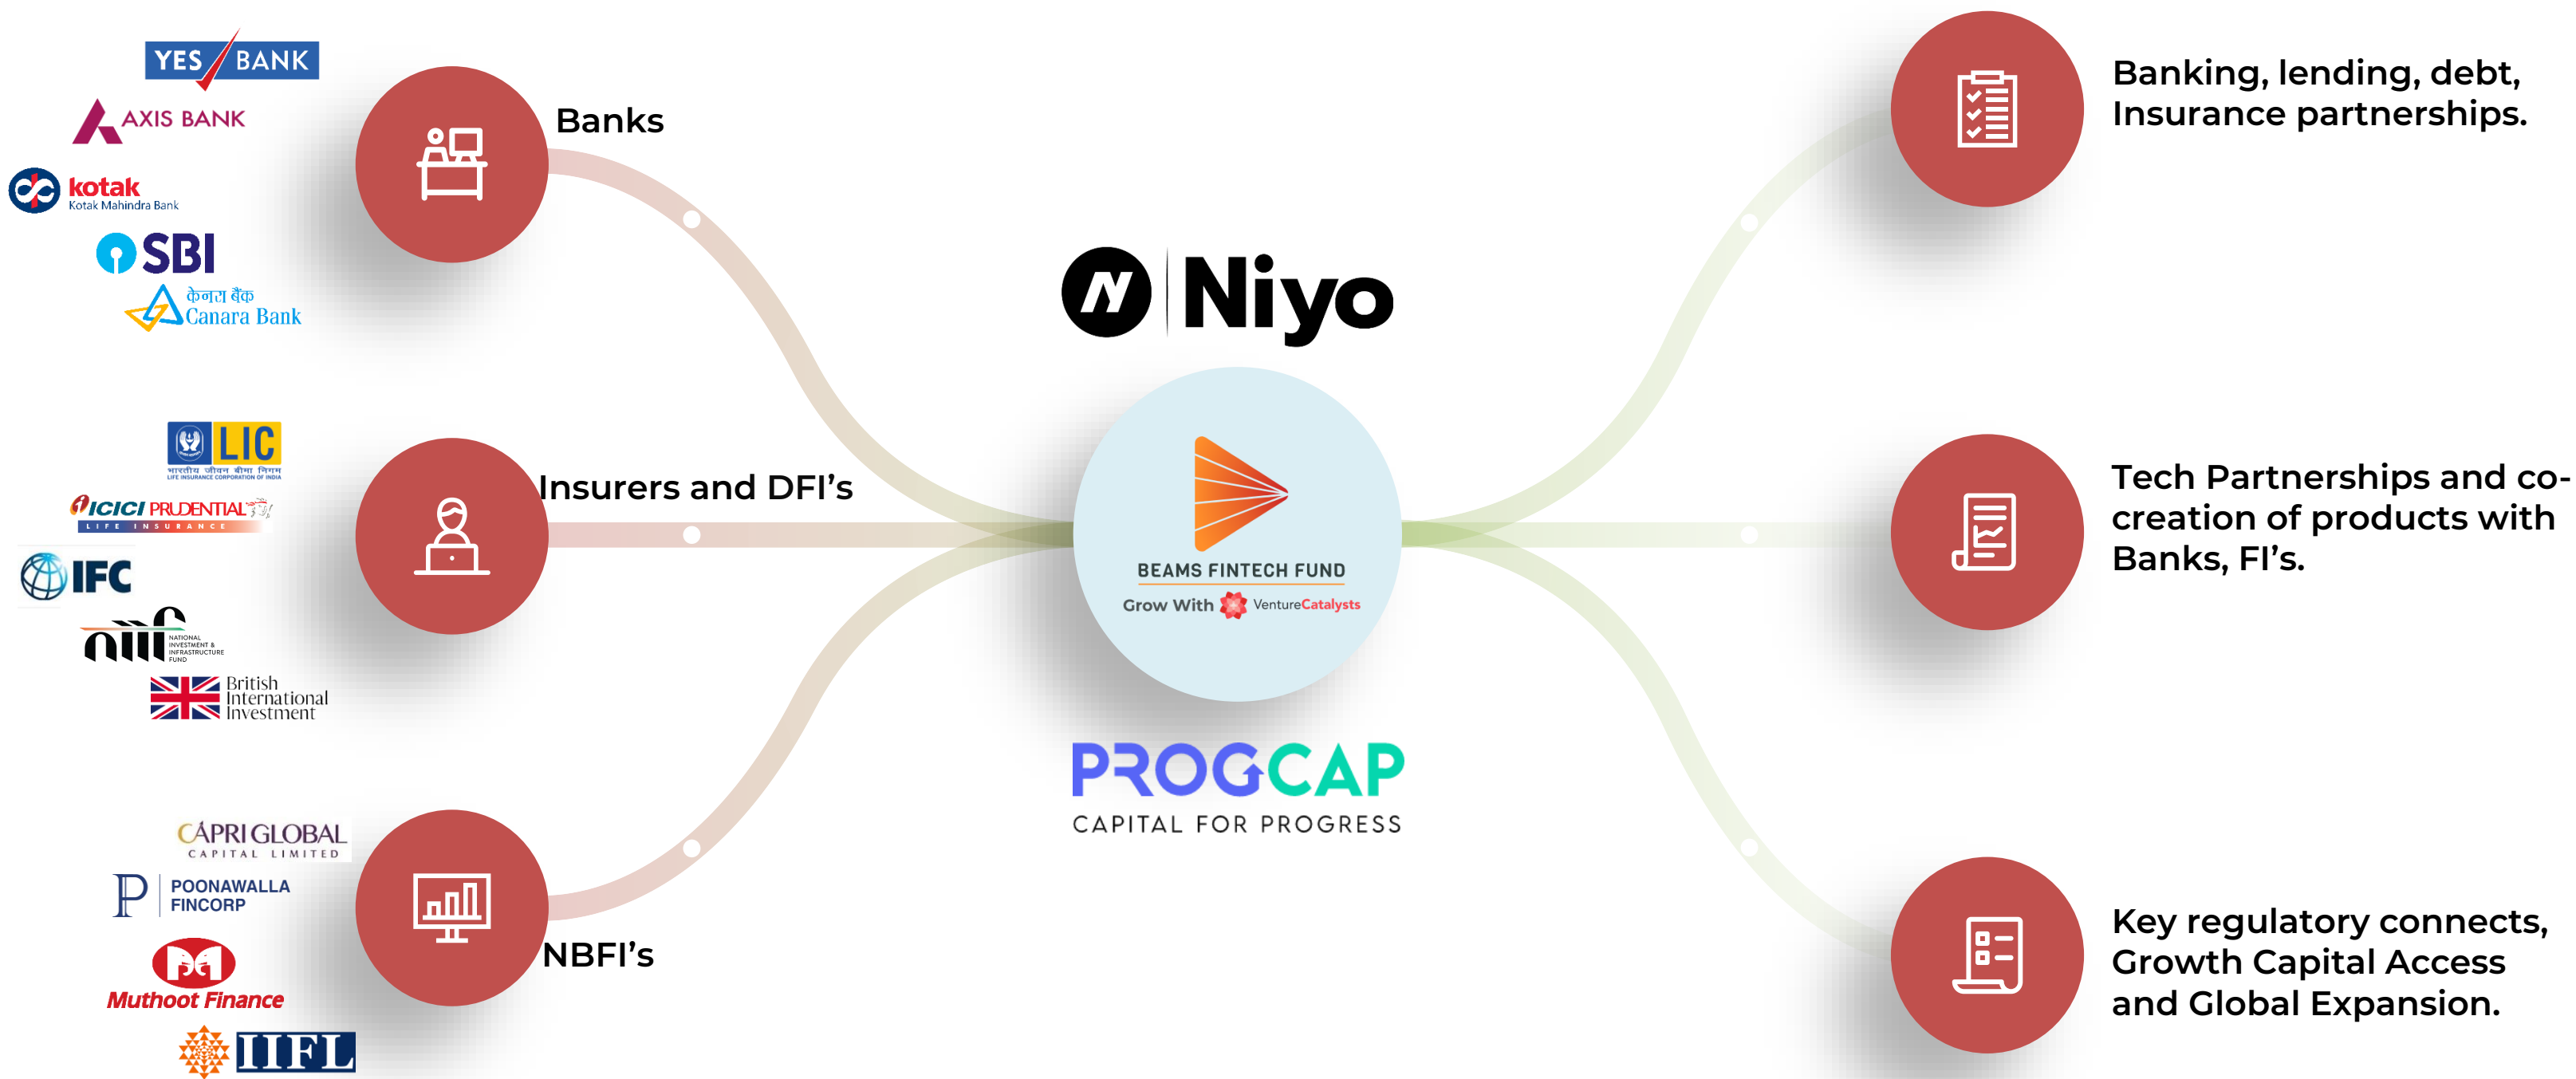 YES BANK
AXIS BANK
kotak
Kotak Mahindra Bank
SBI
केनरा बैंक
Canara Bank
Banks
LIC
भारतीय जीवन बीमा निगम
LIFE INSURANCE CORPORATION OF INDIA
ICICI PRUDENTIAL
LIFE INSURANCE
IFC
niif
NATIONAL
INVESTMENT &
INFRASTRUCTURE
FUND
British
International
Investment
Insurers and DFI’s
CAPRI GLOBAL
CAPITAL LIMITED
P POONAWALLA
FINCORP
Muthoot Finance
IIFL
NBFI’s
N Niyo
BEAMS FINTECH FUND
Grow With VentureCatalysts
PROGCAP
CAPITAL FOR PROGRESS
Banking, lending, debt,
Insurance partnerships.
Tech Partnerships and co-
creation of products with
Banks, FI’s.
Key regulatory connects,
Growth Capital Access
and Global Expansion.